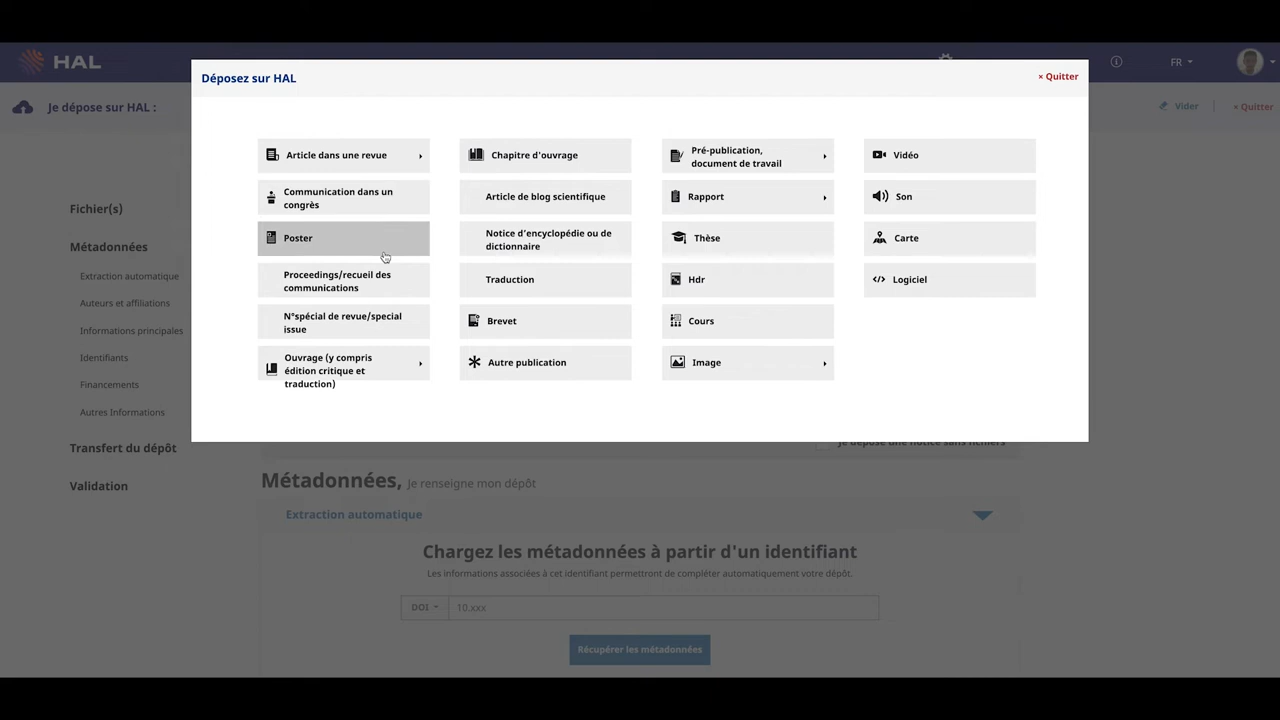 HAL
FR
Je dépose sur HAL :
Vider
× Quitter
Déposez sur HAL
× Quitter
Article dans une revue
Communication dans un
congrès
Poster
Proceedings/recueil des
communications
N°spécial de revue/special
issue
Ouvrage (y compris
édition critique et
traduction)
Chapitre d'ouvrage
Article de blog scientifique
Notice d'encyclopédie ou de
dictionnaire
Traduction
Brevet
Autre publication
Pré-publication,
document de travail
Rapport
Thèse
Hdr
Cours
Image
Vidéo
Son
Carte
Logiciel
Fichier(s)
Métadonnées
Extraction automatique
Auteurs et affiliations
Informations principales
Identifiants
Financements
Autres Informations
Transfert du dépôt
Validation
Je dépose une notice sans fichiers
Métadonnées, Je renseigne mon dépôt
Extraction automatique
Chargez les métadonnées à partir d'un identifiant
Les informations associées à cet identifiant permettront de compléter automatiquement votre dépôt.
DOI
10.xxx
Récupérer les métadonnées